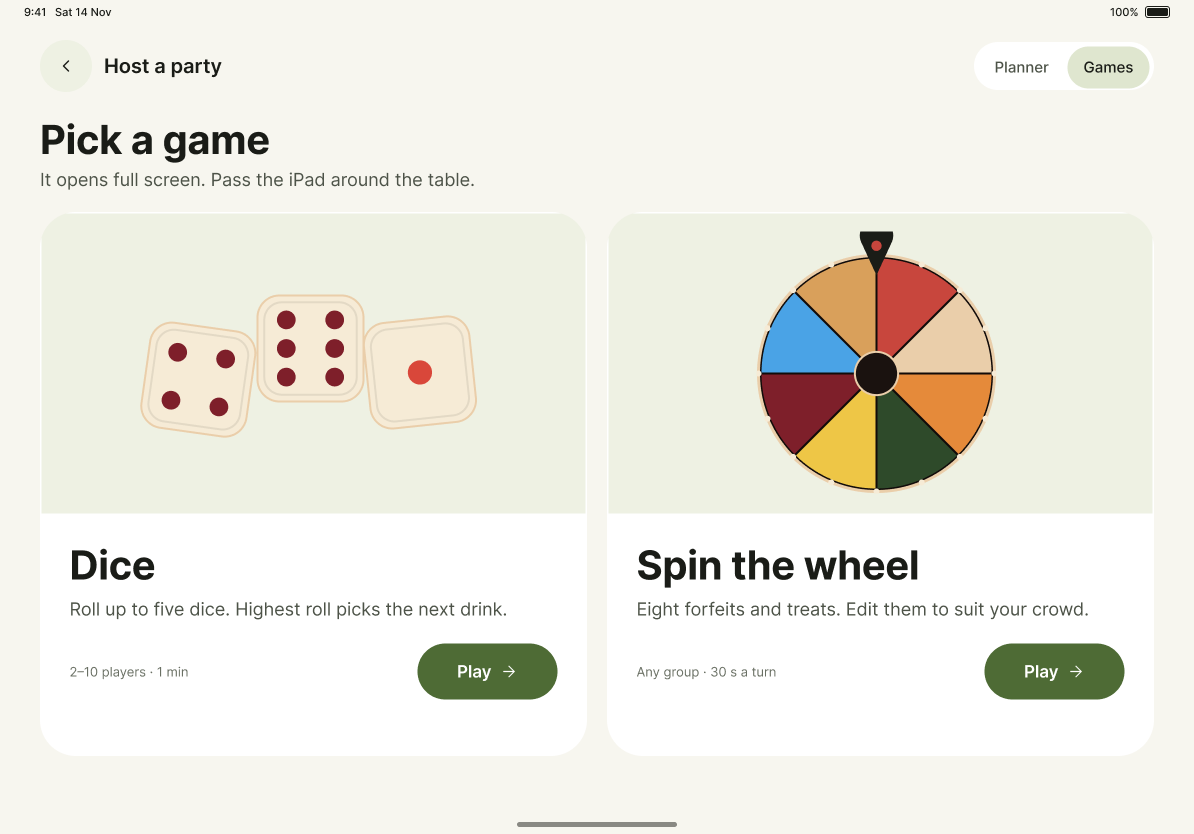 9:41 Sat 14 Nov
100%
Host a party
Planner
Games
Pick a game
It opens full screen. Pass the iPad around the table.
Dice
Roll up to five dice. Highest roll picks the next drink.
2–10 players · 1 min
Play →
Spin the wheel
Eight forfeits and treats. Edit them to suit your crowd.
Any group · 30 s a turn
Play →